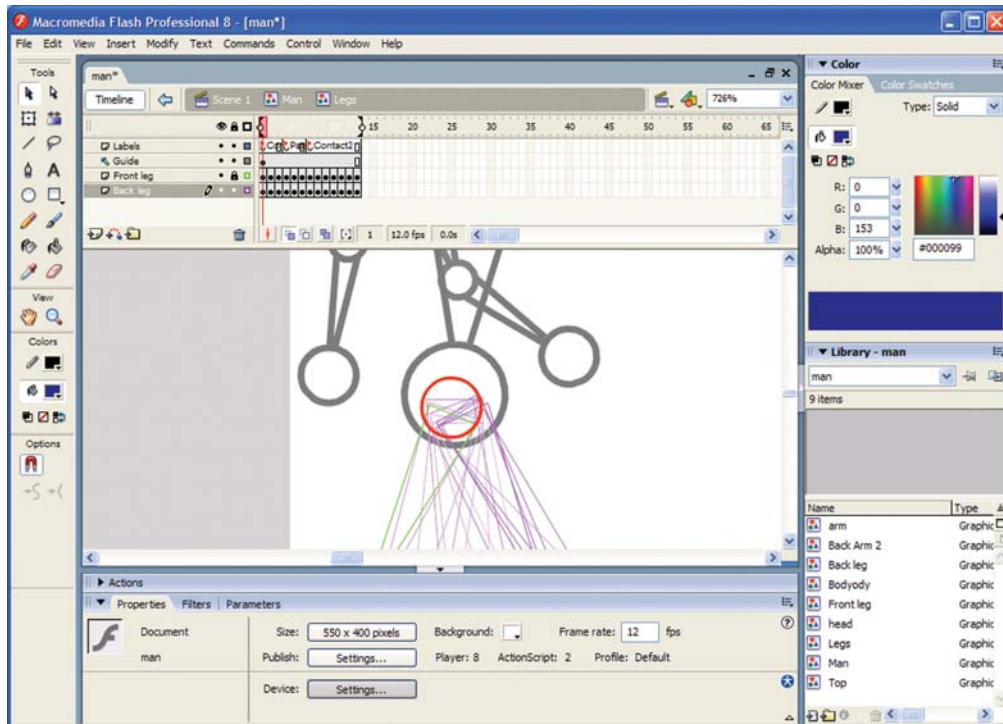 Macromedia Flash Professional 8 - [man*]
File Edit View Insert Modify Text Commands Control Window Help
Tools
View
Colors
Options
man*
Timeline Scene 1 Man Legs 726%
15 20 25 30 35 40 45 50 55 60 65
Labels Contact2
Guide
Front leg
Back leg
1 12.0 fps 0.0s
Actions
Properties Filters Parameters
Document Size: 550 x 400 pixels Background: Frame rate: 12 fps
man Publish: Settings... Player: 8 ActionScript: 2 Profile: Default
Device: Settings...
Color
Color Mixer Color Swatches
Type: Solid
R: 0
G: 0
B: 153
Alpha: 100% #000099
Library - man
man
9 items
Name Type
arm Graphic
Back Arm 2 Graphic
Back leg Graphic
Bodyody Graphic
Front leg Graphic
head Graphic
Legs Graphic
Man Graphic
Top Graphic